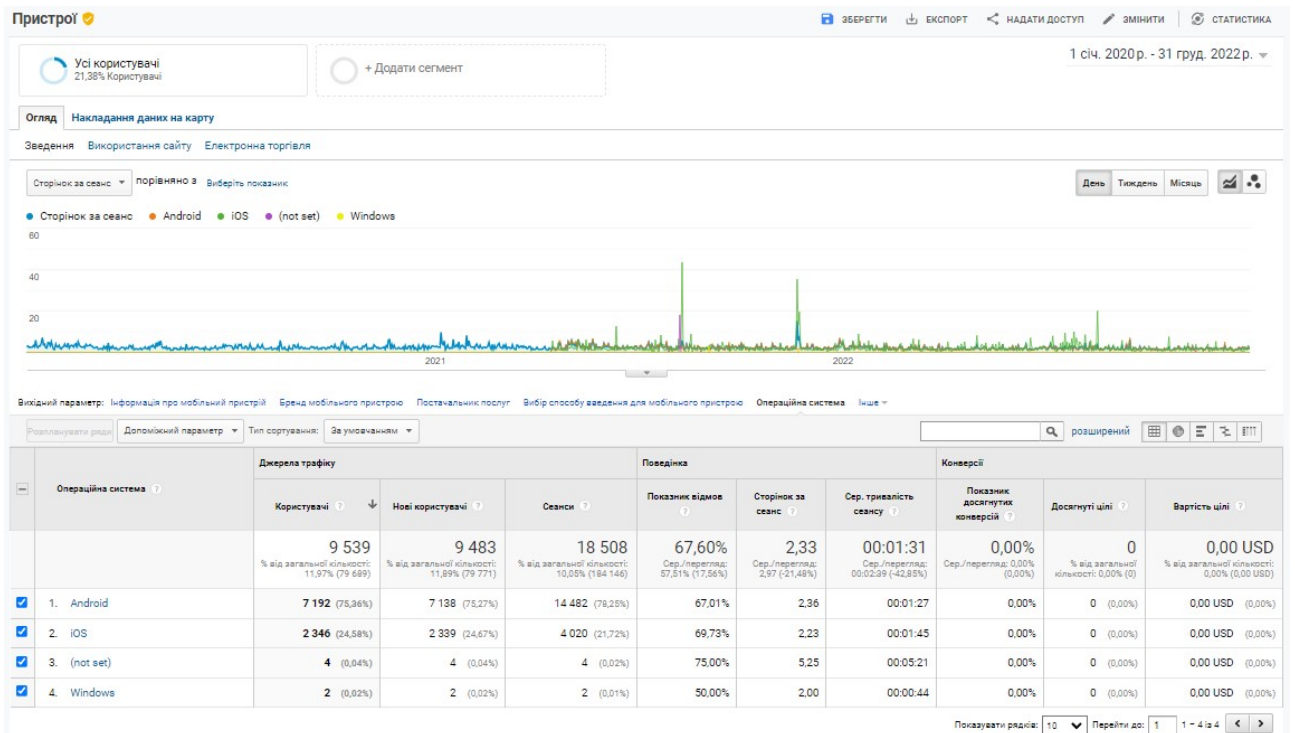 Пристрої
ЗБЕРЕГТИ ЕКСПОРТ НАДАТИ ДОСТУП ЗМІНИТИ СТАТИСТИКА
Усі користувачі
21,38% Користувачі
+ Додати сегмент
1 січ. 2020 р. - 31 груд. 2022 р.
Огляд Накладання даних на карту
Зведення Використання сайту Електронна торгівля
Сторінок за сеанс порівняно з Виберіть показник
День Тиждень Місяць
Сторінок за сеанс Android iOS (not set) Windows
60
40
20
2021 2022
Вихідний параметр: Інформація про мобільний пристрій Бренд мобільного пристрою Постачальник послуг Вибір способу введення для мобільного пристрою Операційна система Інше
Розпланувати ряди Допоміжний параметр Тип сортування: За умовчанням розширений
Джерела трафіку Поведінка Конверсії
Операційна система ?
Користувачі ? Нові користувачі ? Сеанси ? Показник відмов ? Сторінок за сеанс ? Сер. тривалість сеансу ? Показник досягнутих конверсій ? Досягнуті цілі ? Вартість цілі ?
9 539 9 483 18 508 67,60% 2,33 00:01:31 0,00% 0 0,00 USD
% від загальної кількості: 11,97% (79 689) % від загальної кількості: 11,89% (79 771) % від загальної кількості: 10,05% (184 146) Сер./перегляд: 57,51% (17,56%) Сер./перегляд: 2,97 (-21,48%) Сер./перегляд: 00:02:39 (-42,85%) Сер./перегляд: 0,00% (0,00%) % від загальної кількості: 0,00% (0) % від загальної кількості: 0,00% (0,00 USD)
1. Android 7 192 (75,36%) 7 138 (75,27%) 14 482 (78,25%) 67,01% 2,36 00:01:27 0,00% 0 (0,00%) 0,00 USD (0,00%)
2. iOS 2 346 (24,58%) 2 339 (24,67%) 4 020 (21,72%) 69,73% 2,23 00:01:45 0,00% 0 (0,00%) 0,00 USD (0,00%)
3. (not set) 4 (0,04%) 4 (0,04%) 4 (0,02%) 75,00% 5,25 00:05:21 0,00% 0 (0,00%) 0,00 USD (0,00%)
4. Windows 2 (0,02%) 2 (0,02%) 2 (0,01%) 50,00% 2,00 00:00:44 0,00% 0 (0,00%) 0,00 USD (0,00%)
Показувати рядків: 10 Перейти до: 1 1 – 4 із 4